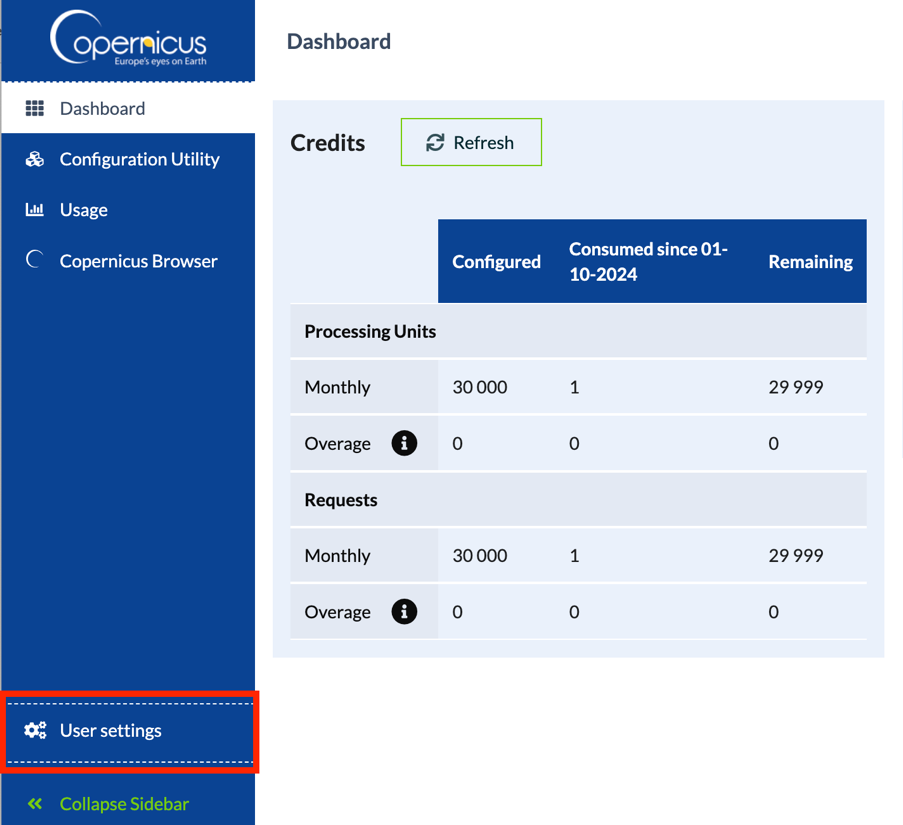 Copernicus
Europe's eyes on Earth
Dashboard
Configuration Utility
Usage
Copernicus Browser
User settings
Collapse Sidebar
Dashboard
Credits
Refresh
Configured
Consumed since 01-
10-2024
Remaining
Processing Units
Monthly 30 000 1 29 999
Overage 0 0 0
Requests
Monthly 30 000 1 29 999
Overage 0 0 0